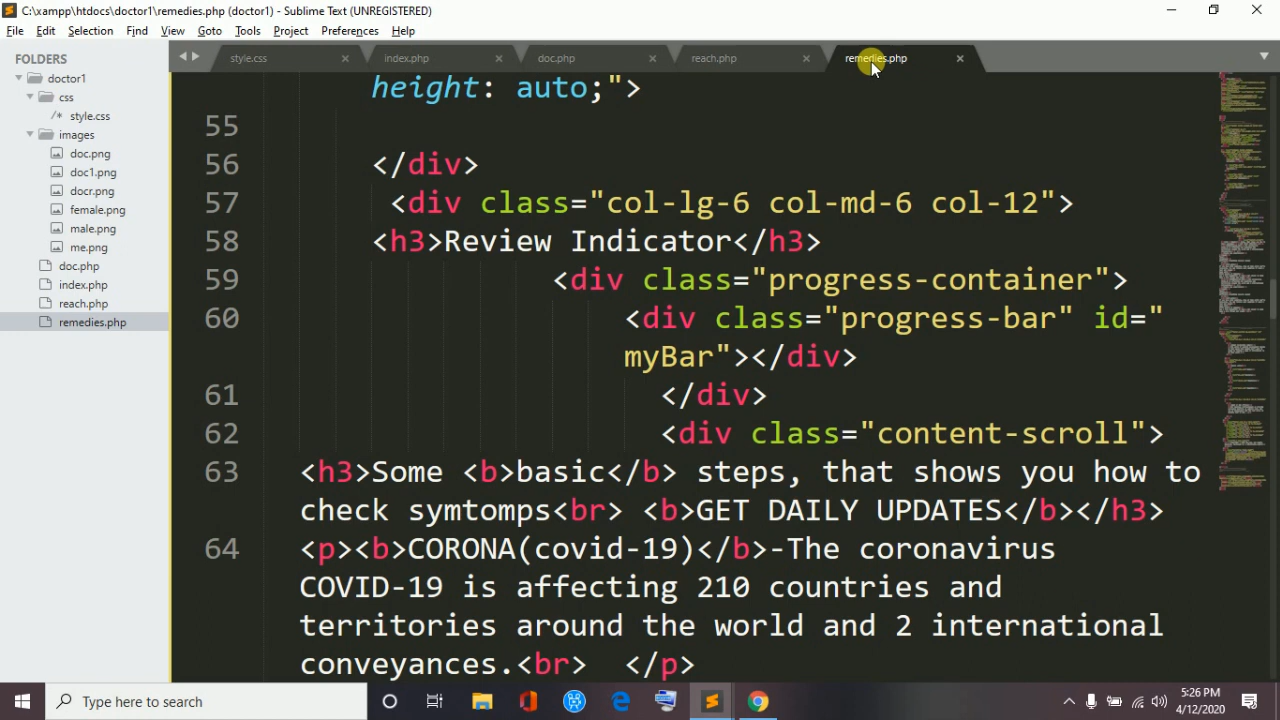 C:\xampp\htdocs\doctor1\remedies.php (doctor1) - Sublime Text (UNREGISTERED)
File Edit Selection Find View Goto Tools Project Preferences Help
FOLDERS
doctor1
css
/* style.css
images
doc.png
doc1.png
docr.png
female.png
male.png
me.png
doc.php
index.php
reach.php
remedies.php
style.css index.php doc.php reach.php remedies.php
height: auto;">
55
56 </div>
57 <div class="col-lg-6 col-md-6 col-12">
58 <h3>Review Indicator</h3>
59 <div class="progress-container">
60 <div class="progress-bar" id="
myBar"></div>
61 </div>
62 <div class="content-scroll">
63 <h3>Some <b>basic</b> steps, that shows you how to
check symtomps<br> <b>GET DAILY UPDATES</b></h3>
64 <p><b>CORONA(covid-19)</b>-The coronavirus
COVID-19 is affecting 210 countries and
territories around the world and 2 international
conveyances.<br> </p>
Type here to search
5:26 PM
4/12/2020